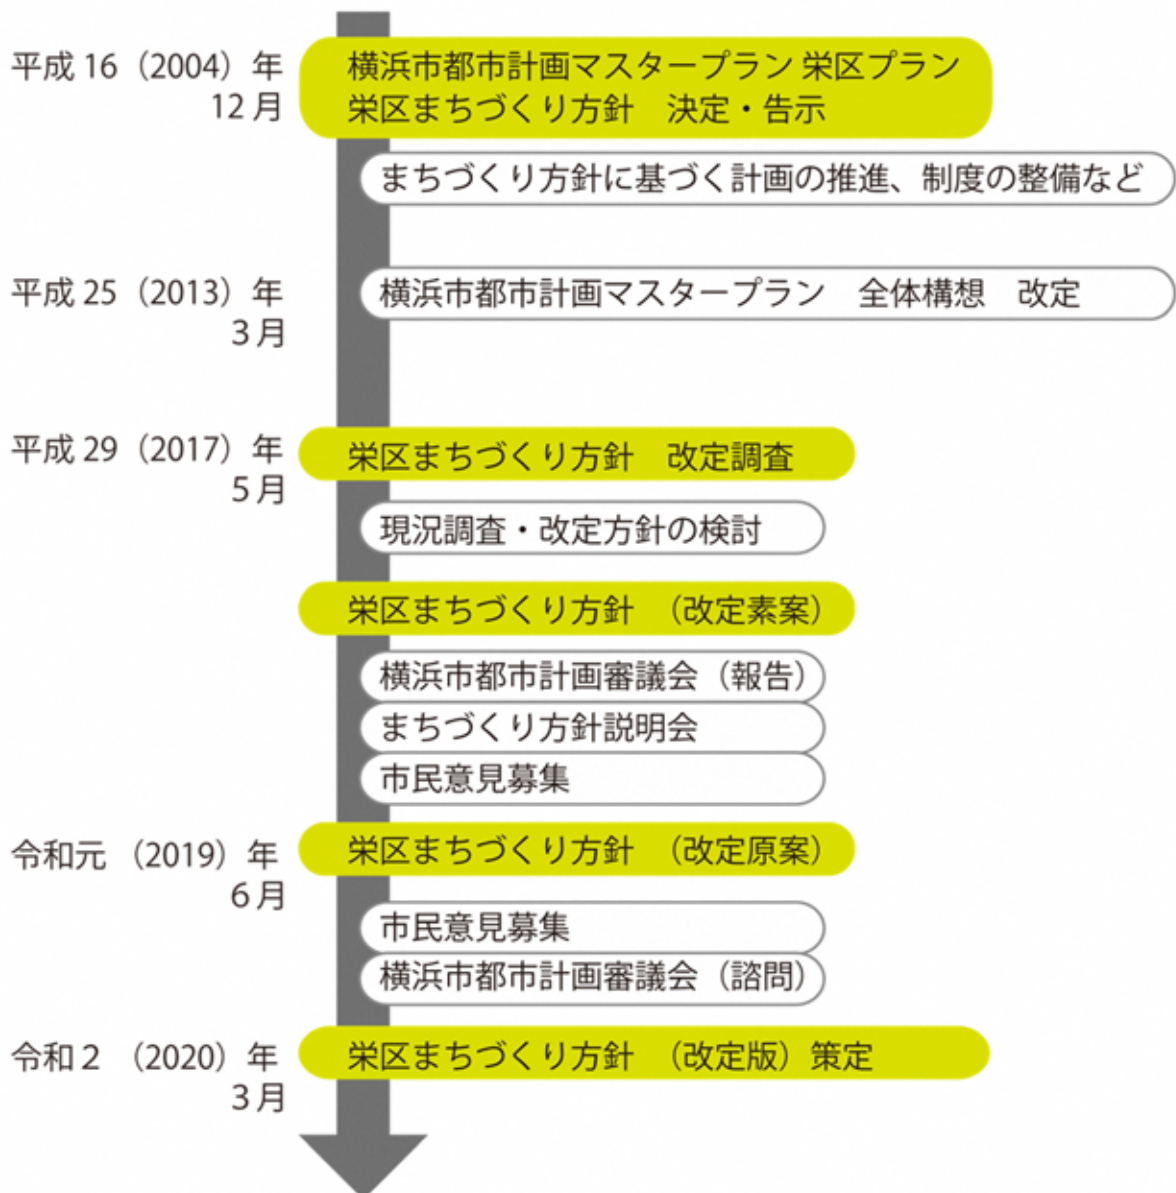 平成 16（2004）年
12 月
横浜市都市計画マスタープラン 栄区プラン
栄区まちづくり方針　決定・告示
まちづくり方針に基づく計画の推進、制度の整備など
平成 25（2013）年
3 月
横浜市都市計画マスタープラン　全体構想　改定
平成 29（2017）年
5 月
栄区まちづくり方針　改定調査
現況調査・改定方針の検討
栄区まちづくり方針　（改定素案）
横浜市都市計画審議会（報告）
まちづくり方針説明会
市民意見募集
令和元 （2019）年
6 月
栄区まちづくり方針　（改定原案）
市民意見募集
横浜市都市計画審議会（諮問）
令和２ （2020）年
3 月
栄区まちづくり方針　（改定版）策定